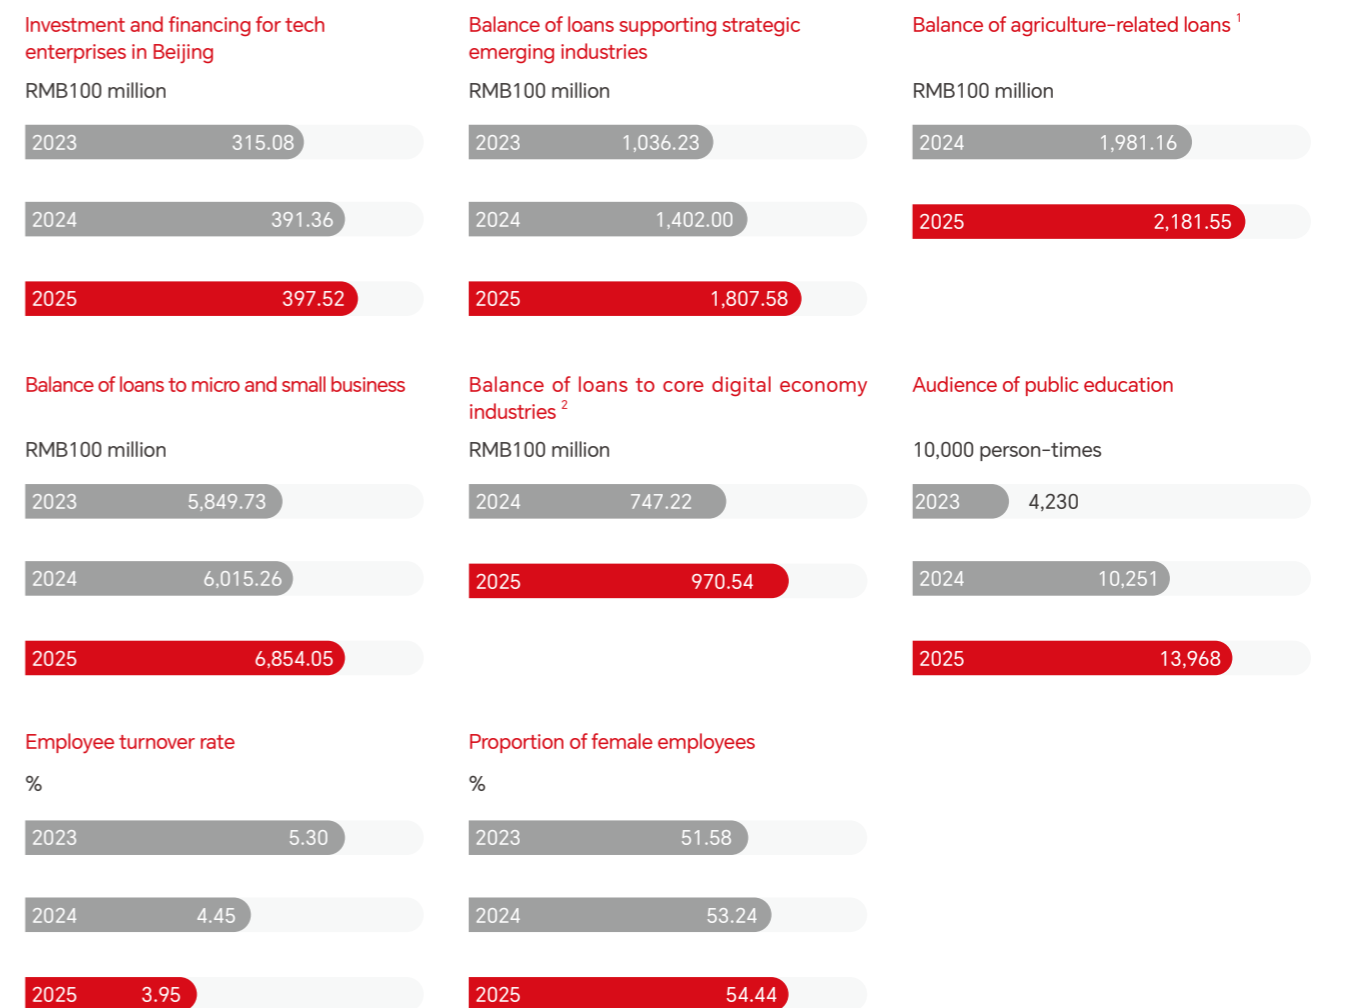 Investment and financing for tech
enterprises in Beijing
RMB100 million
2023 315.08
2024 391.36
2025 397.52
Balance of loans supporting strategic
emerging industries
RMB100 million
2023 1,036.23
2024 1,402.00
2025 1,807.58
Balance of agriculture-related loans 1
RMB100 million
2024 1,981.16
2025 2,181.55
Balance of loans to micro and small business
RMB100 million
2023 5,849.73
2024 6,015.26
2025 6,854.05
Balance of loans to core digital economy
industries 2
RMB100 million
2024 747.22
2025 970.54
Audience of public education
10,000 person-times
2023 4,230
2024 10,251
2025 13,968
Employee turnover rate
%
2023 5.30
2024 4.45
2025 3.95
Proportion of female employees
%
2023 51.58
2024 53.24
2025 54.44